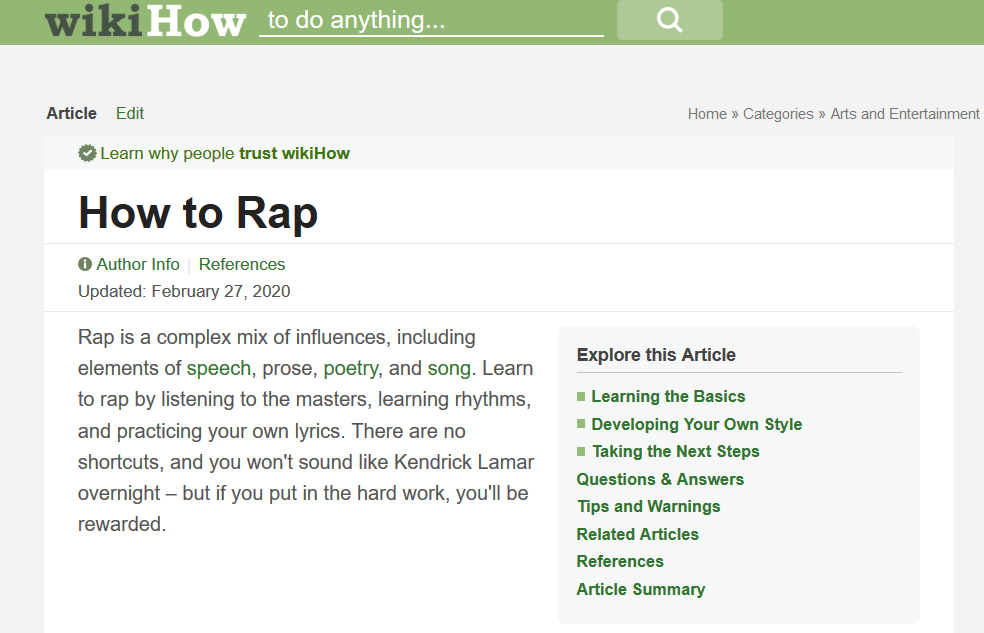 wikiHow to do anything...
Article Edit
Home » Categories » Arts and Entertainment
Learn why people trust wikiHow
How to Rap
Author Info References
Updated: February 27, 2020
Rap is a complex mix of influences, including
elements of speech, prose, poetry, and song. Learn
to rap by listening to the masters, learning rhythms,
and practicing your own lyrics. There are no
shortcuts, and you won't sound like Kendrick Lamar
overnight – but if you put in the hard work, you'll be
rewarded.
Explore this Article
Learning the Basics
Developing Your Own Style
Taking the Next Steps
Questions & Answers
Tips and Warnings
Related Articles
References
Article Summary